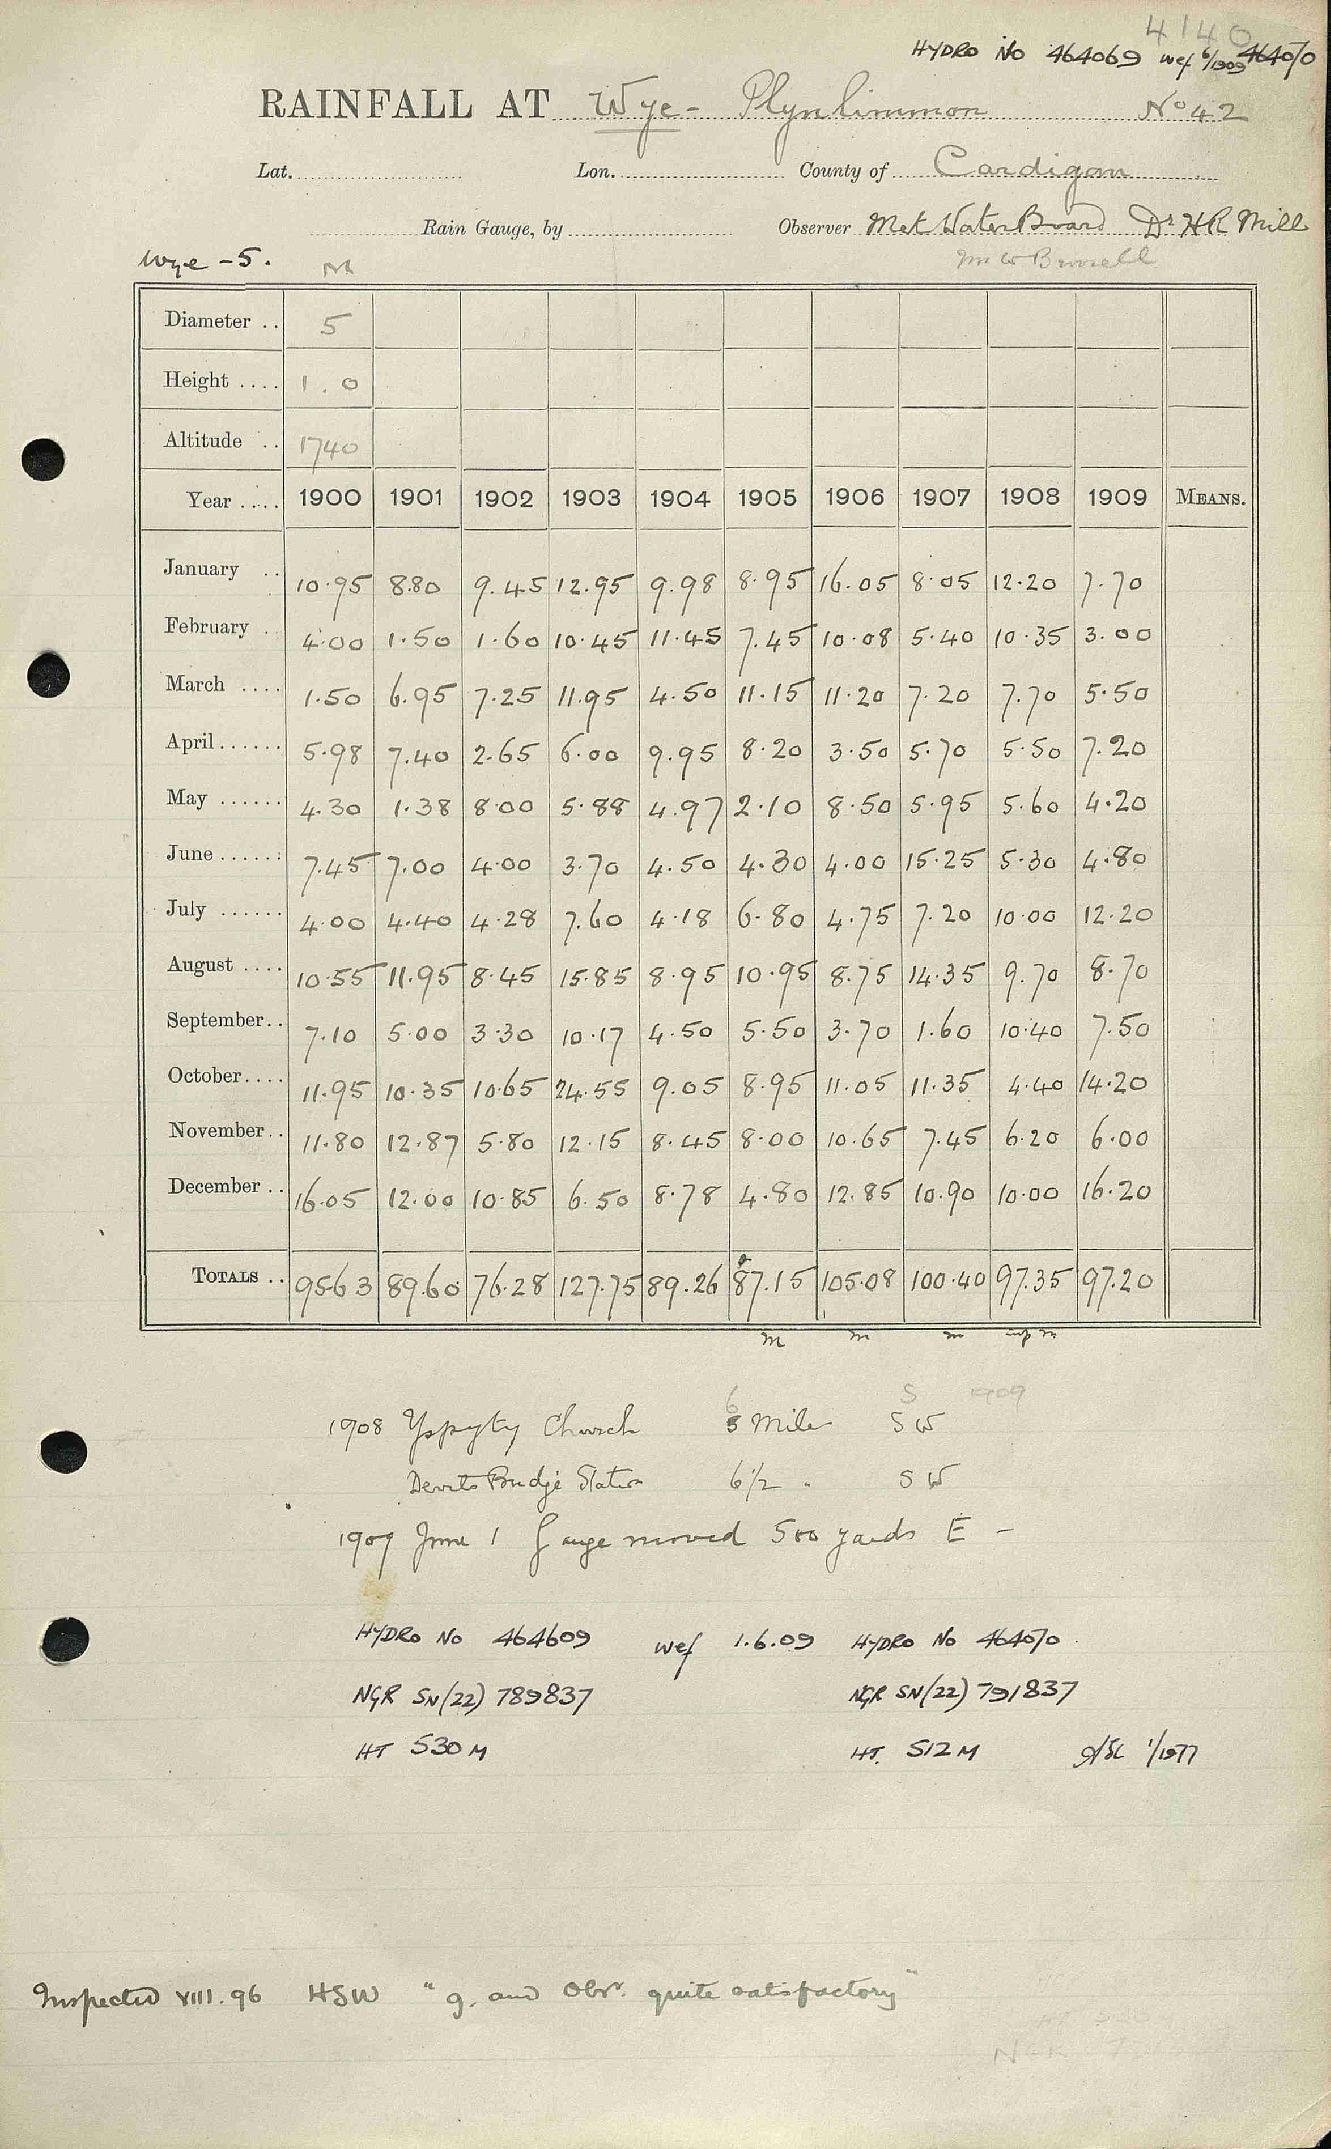 4140
HYDRO No 464069 wef 6/1909 464070
RAINFALL AT Wye - Plynlimmon No 42
Lat. Lon. County of Cardigan
Rain Gauge, by Observer Met Water Board Dr H R Mill
Wye - 5.
Diameter .. 5
Height .... 1.0
Altitude .. 1740
Year .... 1900 1901 1902 1903 1904 1905 1906 1907 1908 1909 MEANS.
January .. 10.95 8.80 9.45 12.95 9.98 8.95 16.05 8.05 12.20 7.70
February . 4.00 1.50 1.60 10.45 11.45 7.45 10.08 5.40 10.35 3.00
March .... 1.50 6.95 7.25 11.95 4.50 11.15 11.20 7.20 7.70 5.50
April...... 5.98 7.40 2.65 6.00 9.95 8.20 3.50 5.70 5.50 7.20
May ...... 4.30 1.38 8.00 5.88 4.97 2.10 8.50 5.95 5.60 4.20
June ...... 7.45 7.00 4.00 3.70 4.50 4.30 4.00 15.25 5.30 4.80
July ...... 4.00 4.40 4.28 7.60 4.18 6.80 4.75 7.20 10.00 12.20
August .... 10.55 11.95 8.45 15.85 8.95 10.95 8.75 14.35 9.70 8.70
September.. 7.10 5.00 3.30 10.17 4.50 5.50 3.70 1.60 10.40 7.50
October.... 11.95 10.35 10.65 24.55 9.05 8.95 11.05 11.35 4.40 14.20
November.. 11.80 12.87 5.80 12.15 8.45 8.00 10.65 7.45 6.20 6.00
December .. 16.05 12.00 10.85 6.50 8.78 4.80 12.85 10.90 10.00 16.20
TOTALS .. 95.63 89.60 76.28 127.75 89.26 87.15 105.08 100.40 97.35 97.20
m m m m
6 S 1909
1908 Yspyty Church Mile SW
Devils Bridge Station 6 1/2 " SW
1909 June 1 Gauge moved 500 yards E -
HYDRO No 464609 wef 1.6.09 HYDRO No 464070
NGR SN(22) 789837 NGR SN(22) 791837
HT 530 M HT. 512 M 1/1977
Inspected VIII.96 HSW "g. and Obsr. quite satisfactory"